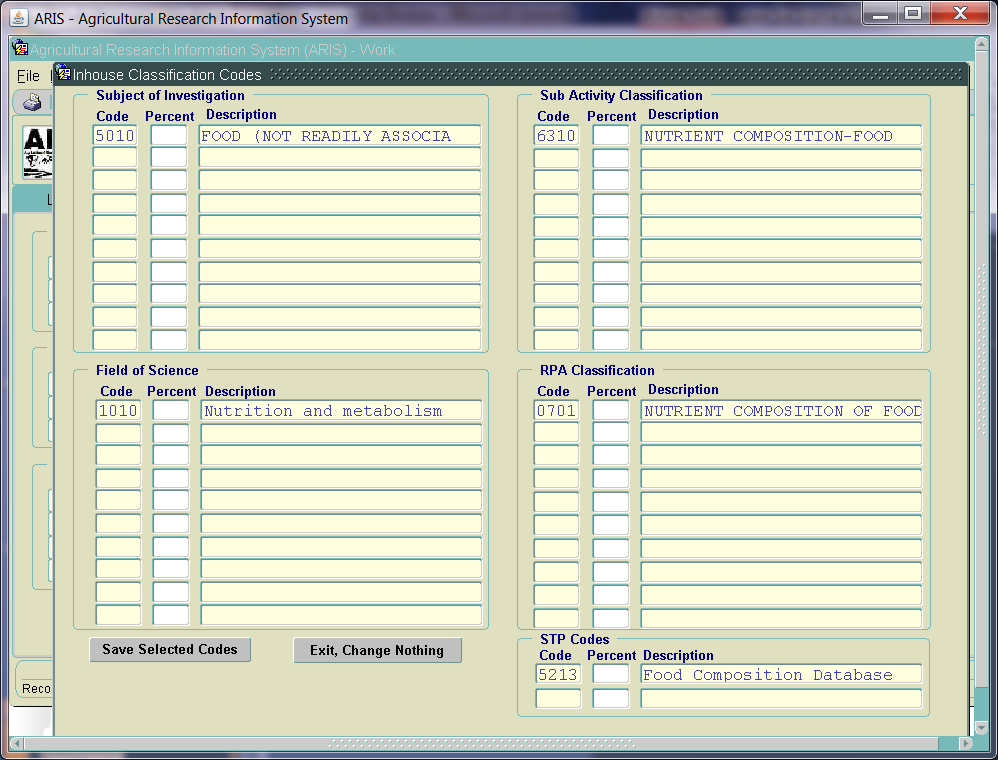 ARIS - Agricultural Research Information System
Agricultural Research Information System (ARIS) - Work
File
Inhouse Classification Codes
Subject of Investigation
Code Percent Description
5010 FOOD (NOT READILY ASSOCIA
Sub Activity Classification
Code Percent Description
6310 NUTRIENT COMPOSITION-FOOD
Field of Science
Code Percent Description
1010 Nutrition and metabolism
RPA Classification
Code Percent Description
0701 NUTRIENT COMPOSITION OF FOOD
Save Selected Codes
Exit, Change Nothing
STP Codes
Code Percent Description
5213 Food Composition Database
Reco